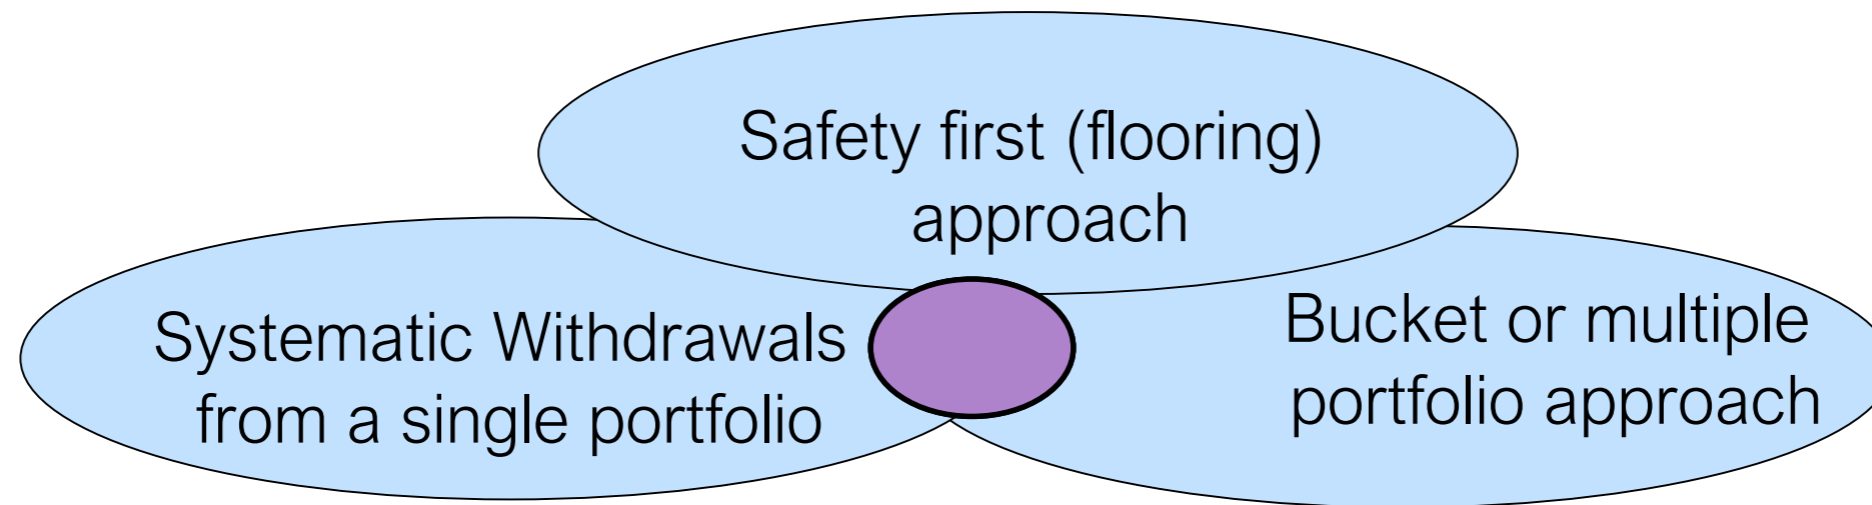 Safety first (flooring)
approach
Systematic Withdrawals
from a single portfolio
Bucket or multiple
portfolio approach